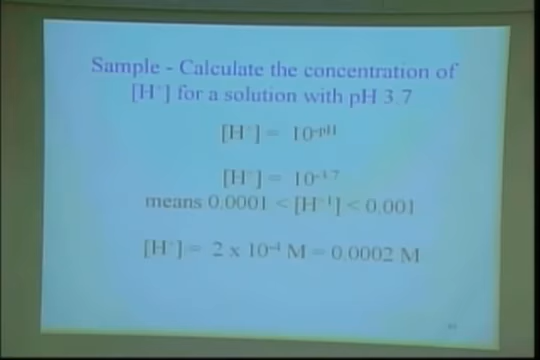 Sample - Calculate the concentration of
[H⁺] for a solution with pH 3.7
[H⁺] = 10⁻ᵖᴴ
[H⁺] = 10⁻³·⁷
means 0.0001 < [H⁺¹] < 0.001
[H⁺] = 2 x 10⁻⁴ M = 0.0002 M